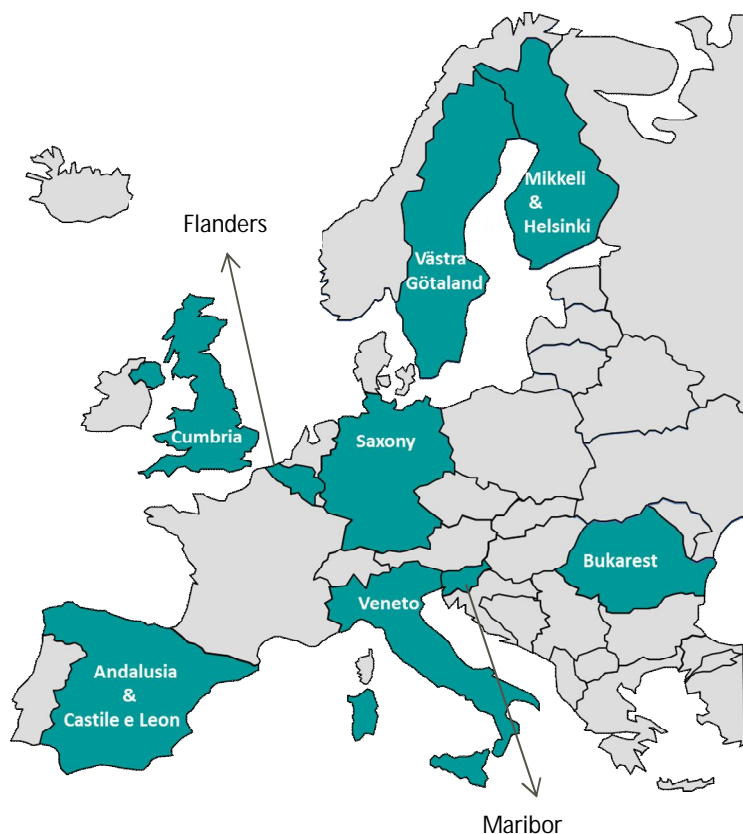 Mikkeli
&
Helsinki
Flanders
Västra
Götaland
Cumbria
Saxony
Bukarest
Veneto
Andalusia
&
Castile e Leon
Maribor